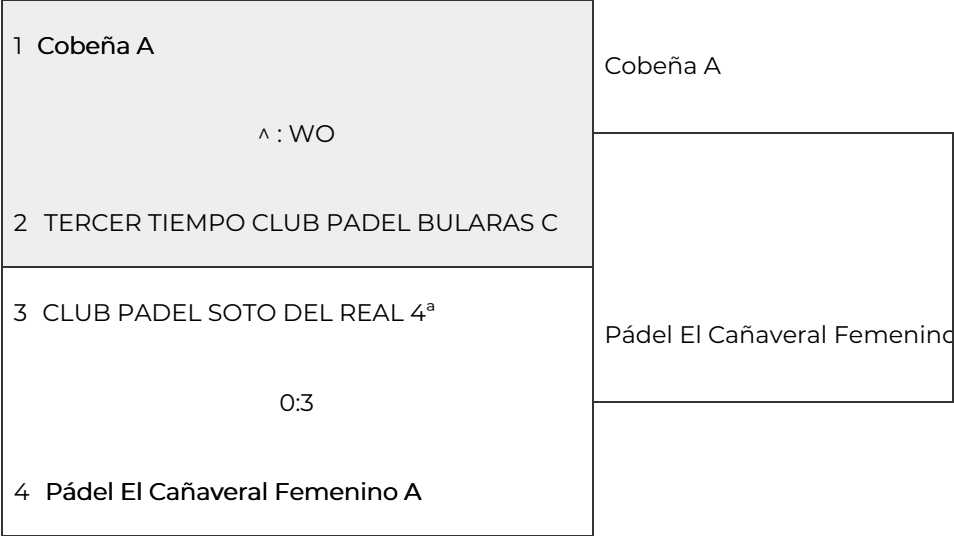 1 Cobeña A
^ : WO
2 TERCER TIEMPO CLUB PADEL BULARAS C
3 CLUB PADEL SOTO DEL REAL 4ª
0:3
4 Pádel El Cañaveral Femenino A
Cobeña A
Pádel El Cañaveral Femenino